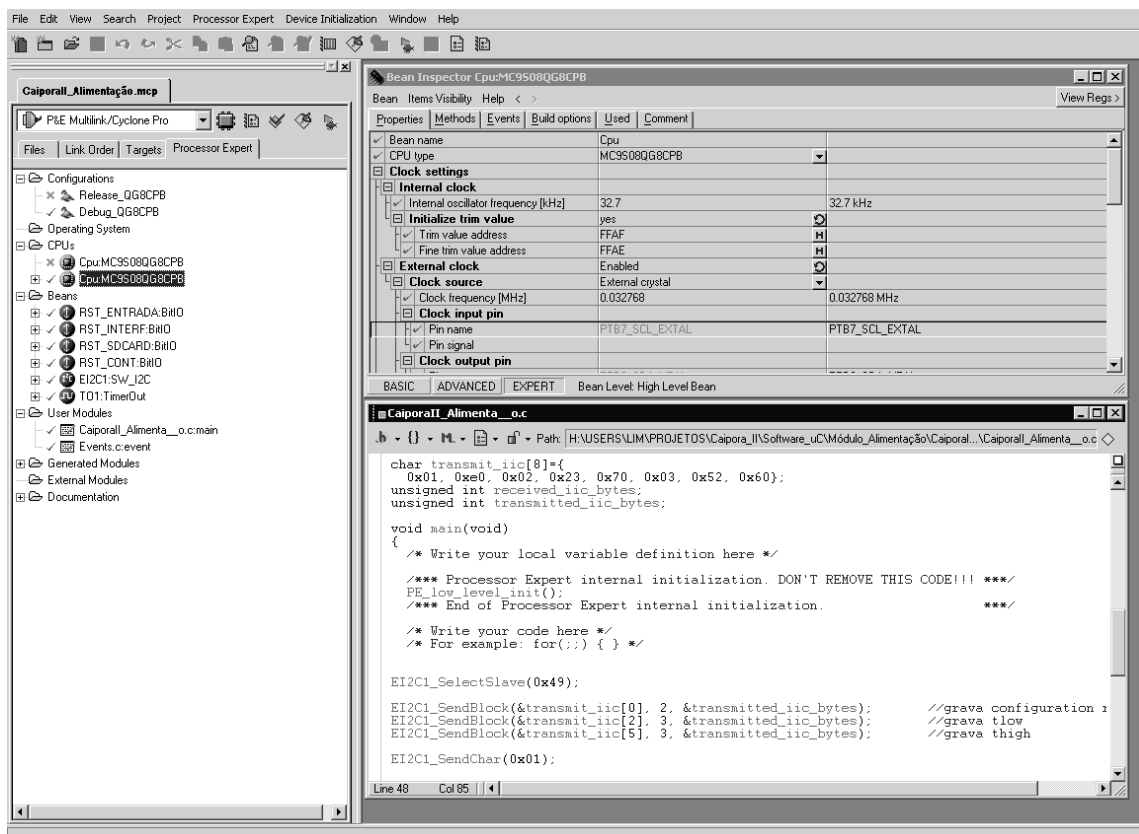 File Edit View Search Project Processor Expert Device Initialization Window Help
CaiporaII_Alimentação.mcp
P&E Multilink/Cyclone Pro
Files Link Order Targets Processor Expert
Configurations
Release_QG8CPB
Debug_QG8CPB
Operating System
CPUs
Cpu:MC9S08QG8CPB
Cpu:MC9S08QG8CPB
Beans
RST_ENTRADA:BitIO
RST_INTERF:BitIO
RST_SDCARD:BitIO
RST_CONT:BitIO
EI2C1:SW_I2C
TO1:TimerOut
User Modules
CaiporaII_Alimenta__o.c:main
Events.c:event
Generated Modules
External Modules
Documentation
Bean Inspector Cpu:MC9S08QG8CPB
Bean Items Visibility Help < > View Regs >
Properties Methods Events Build options Used Comment
Bean name Cpu
CPU type MC9S08QG8CPB
Clock settings
Internal clock
Internal oscillator frequency [kHz] 32.7 32.7 kHz
Initialize trim value yes
Trim value address FFAF H
Fine trim value address FFAE H
External clock Enabled
Clock source External crystal
Clock frequency [MHz] 0.032768 0.032768 MHz
Clock input pin
Pin name PTB7_SCL_EXTAL PTB7_SCL_EXTAL
Pin signal
Clock output pin
BASIC ADVANCED EXPERT Bean Level: High Level Bean
CaiporaII_Alimenta__o.c
.h {} M. Path: H:\USERS\LIM\PROJETOS\Caipora_II\Software_uC\Módulo_Alimentação\CaiporaI...\CaiporaII_Alimenta__o.c
char transmit_iic[8]={
0x01, 0xe0, 0x02, 0x23, 0x70, 0x03, 0x52, 0x60};
unsigned int received_iic_bytes;
unsigned int transmitted_iic_bytes;
void main(void)
{
/* Write your local variable definition here */
/*** Processor Expert internal initialization. DON'T REMOVE THIS CODE!!! ***/
PE_low_level_init();
/*** End of Processor Expert internal initialization. ***/
/* Write your code here */
/* For example: for(;;) { } */
EI2C1_SelectSlave(0x49);
EI2C1_SendBlock(&transmit_iic[0], 2, &transmitted_iic_bytes); //grava configuration r
EI2C1_SendBlock(&transmit_iic[2], 3, &transmitted_iic_bytes); //grava tlow
EI2C1_SendBlock(&transmit_iic[5], 3, &transmitted_iic_bytes); //grava thigh
EI2C1_SendChar(0x01);
Line 48 Col 85